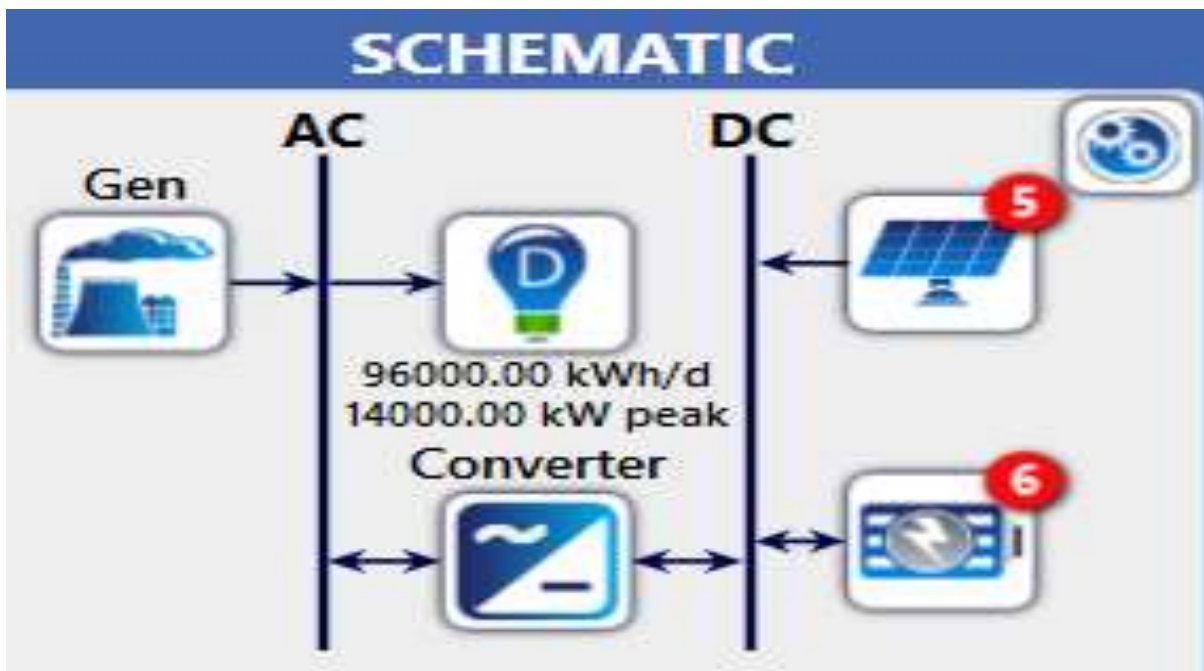 SCHEMATIC
AC
DC
Gen
5
D
96000.00 kWh/d
14000.00 kW peak
Converter
6